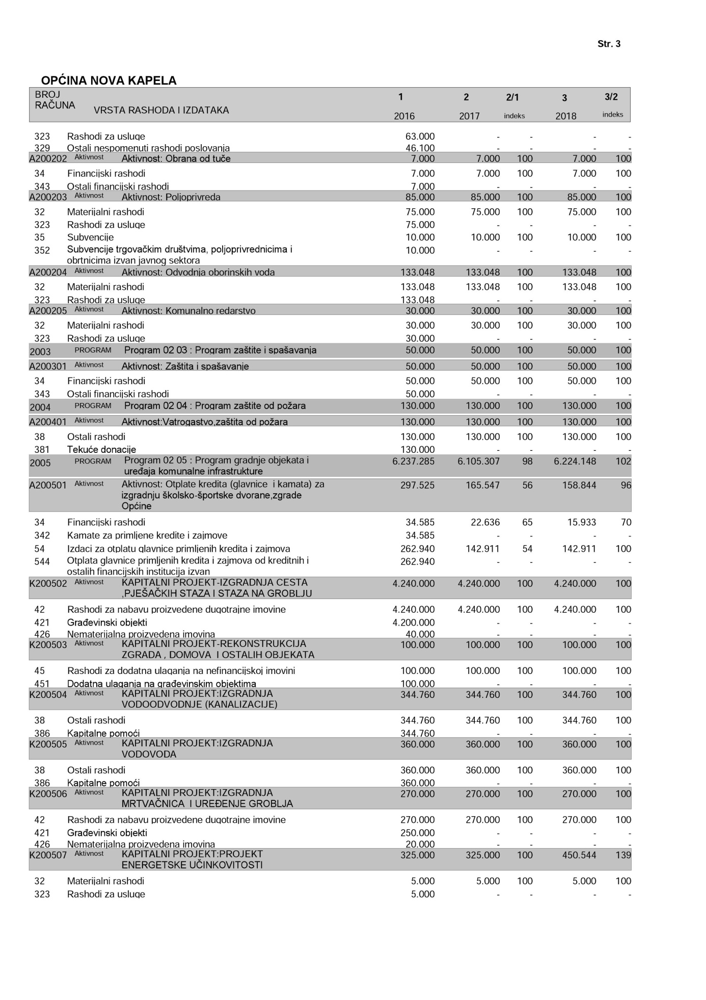 Str. 3
OPĆINA NOVA KAPELA
BROJ RAČUNA VRSTA RASHODA I IZDATAKA 1 2 2/1 3 3/2
2016 2017 indeks 2018 indeks
323 Rashodi za usluge 63.000 - - - -
329 Ostali nespomenuti rashodi poslovanja 46.100 - - - -
A200202 Aktivnost Aktivnost: Obrana od tuče 7.000 7.000 100 7.000 100
34 Financijski rashodi 7.000 7.000 100 7.000 100
343 Ostali financijski rashodi 7.000 - - - -
A200203 Aktivnost Aktivnost: Poljoprivreda 85.000 85.000 100 85.000 100
32 Materijalni rashodi 75.000 75.000 100 75.000 100
323 Rashodi za usluge 75.000 - - - -
35 Subvencije 10.000 10.000 100 10.000 100
352 Subvencije trgovačkim društvima, poljoprivrednicima i 10.000 - - - -
obrtnicima izvan javnog sektora
A200204 Aktivnost Aktivnost: Odvodnja oborinskih voda 133.048 133.048 100 133.048 100
32 Materijalni rashodi 133.048 133.048 100 133.048 100
323 Rashodi za usluge 133.048 - - - -
A200205 Aktivnost Aktivnost: Komunalno redarstvo 30.000 30.000 100 30.000 100
32 Materijalni rashodi 30.000 30.000 100 30.000 100
323 Rashodi za usluge 30.000 - - - -
2003 PROGRAM Program 02 03 : Program zaštite i spašavanja 50.000 50.000 100 50.000 100
A200301 Aktivnost Aktivnost: Zaštita i spašavanje 50.000 50.000 100 50.000 100
34 Financijski rashodi 50.000 50.000 100 50.000 100
343 Ostali financijski rashodi 50.000 - - - -
2004 PROGRAM Program 02 04 : Program zaštite od požara 130.000 130.000 100 130.000 100
A200401 Aktivnost Aktivnost:Vatrogastvo,zaštita od požara 130.000 130.000 100 130.000 100
38 Ostali rashodi 130.000 130.000 100 130.000 100
381 Tekuće donacije 130.000 - - - -
2005 PROGRAM Program 02 05 : Program gradnje objekata i 6.237.285 6.105.307 98 6.224.148 102
uređaja komunalne infrastrukture
A200501 Aktivnost Aktivnost: Otplate kredita (glavnice i kamata) za 297.525 165.547 56 158.844 96
izgradnju školsko-športske dvorane,zgrade
Općine
34 Financijski rashodi 34.585 22.636 65 15.933 70
342 Kamate za primljene kredite i zajmove 34.585 - - - -
54 Izdaci za otplatu glavnice primljenih kredita i zajmova 262.940 142.911 54 142.911 100
544 Otplata glavnice primljenih kredita i zajmova od kreditnih i 262.940 - - - -
ostalih financijskih institucija izvan
K200502 Aktivnost KAPITALNI PROJEKT-IZGRADNJA CESTA 4.240.000 4.240.000 100 4.240.000 100
,PJEŠAČKIH STAZA I STAZA NA GROBLJU
42 Rashodi za nabavu proizvedene dugotrajne imovine 4.240.000 4.240.000 100 4.240.000 100
421 Građevinski objekti 4.200.000 - - - -
426 Nematerijalna proizvedena imovina 40.000 - - - -
K200503 Aktivnost KAPITALNI PROJEKT-REKONSTRUKCIJA 100.000 100.000 100 100.000 100
ZGRADA , DOMOVA I OSTALIH OBJEKATA
45 Rashodi za dodatna ulaganja na nefinancijskoj imovini 100.000 100.000 100 100.000 100
451 Dodatna ulaganja na građevinskim objektima 100.000 - - - -
K200504 Aktivnost KAPITALNI PROJEKT:IZGRADNJA 344.760 344.760 100 344.760 100
VODOODVODNJE (KANALIZACIJE)
38 Ostali rashodi 344.760 344.760 100 344.760 100
386 Kapitalne pomoći 344.760 - - - -
K200505 Aktivnost KAPITALNI PROJEKT:IZGRADNJA 360.000 360.000 100 360.000 100
VODOVODA
38 Ostali rashodi 360.000 360.000 100 360.000 100
386 Kapitalne pomoći 360.000 - - - -
K200506 Aktivnost KAPITALNI PROJEKT:IZGRADNJA 270.000 270.000 100 270.000 100
MRTVAČNICA I UREĐENJE GROBLJA
42 Rashodi za nabavu proizvedene dugotrajne imovine 270.000 270.000 100 270.000 100
421 Građevinski objekti 250.000 - - - -
426 Nematerijalna proizvedena imovina 20.000 - - - -
K200507 Aktivnost KAPITALNI PROJEKT:PROJEKT 325.000 325.000 100 450.544 139
ENERGETSKE UČINKOVITOSTI
32 Materijalni rashodi 5.000 5.000 100 5.000 100
323 Rashodi za usluge 5.000 - - - -